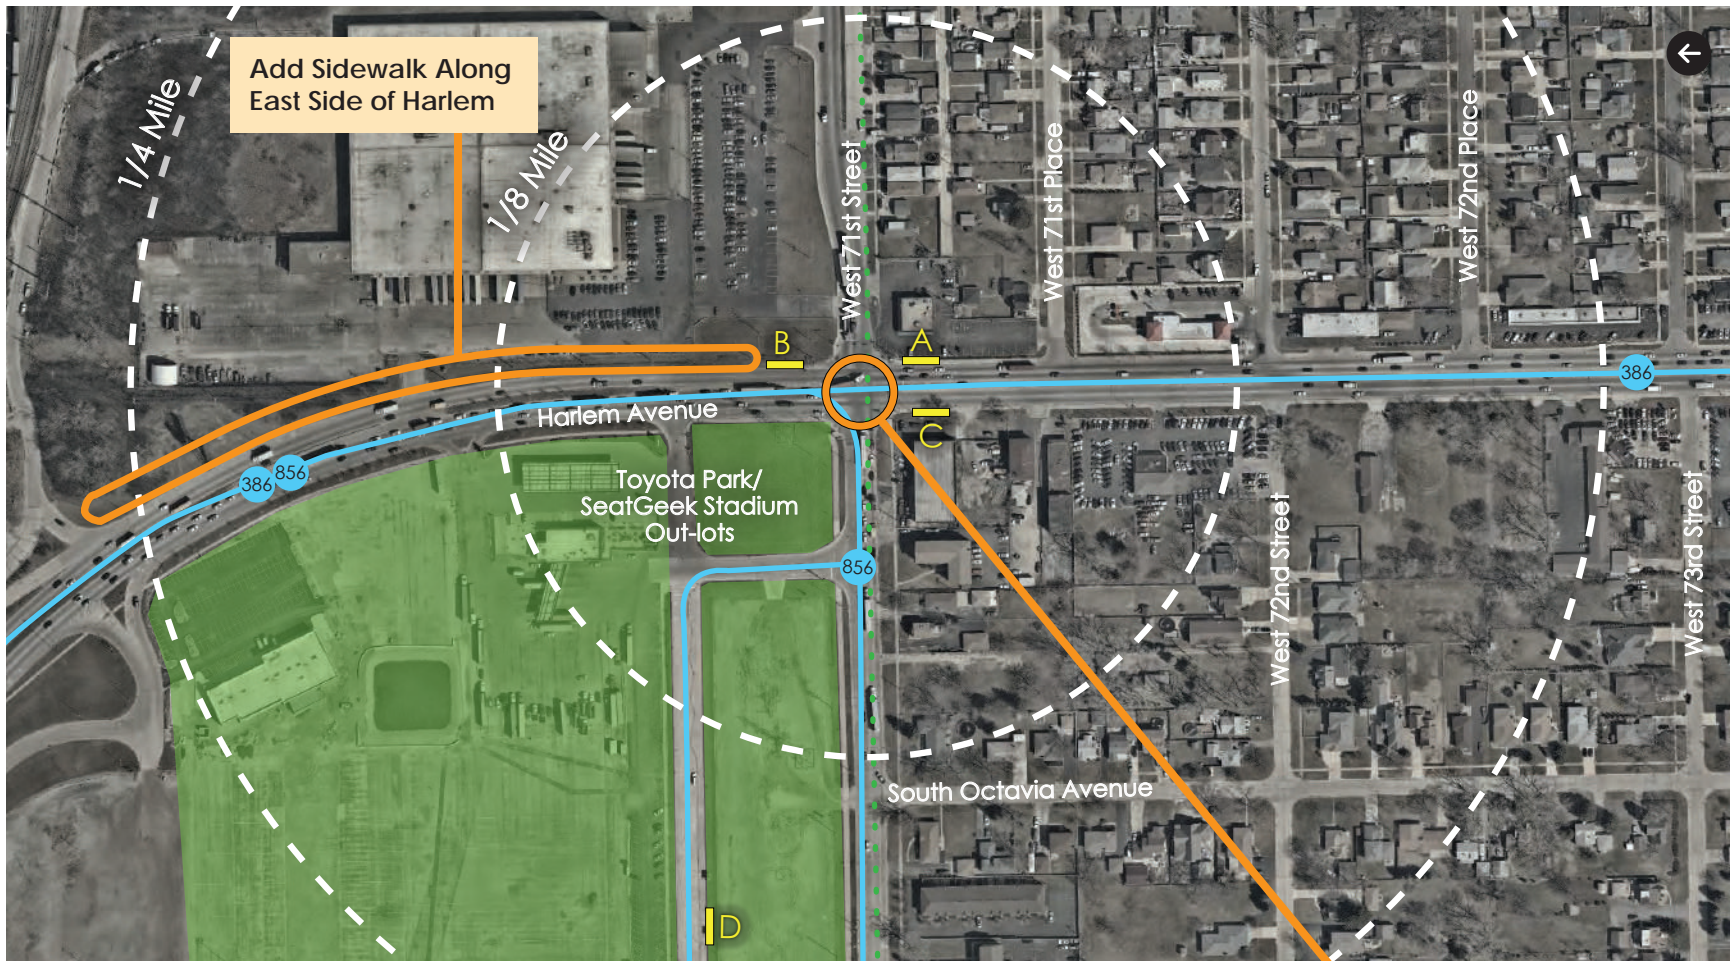 Add Sidewalk Along
East Side of Harlem
1/4 Mile
1/8 Mile
West 71st Street
West 71st Place
West 72nd Place
B
A
386
Harlem Avenue
C
386
856
Toyota Park/
SeatGeek Stadium
Out-lots
856
West 72nd Street
West 73rd Street
South Octavia Avenue
D